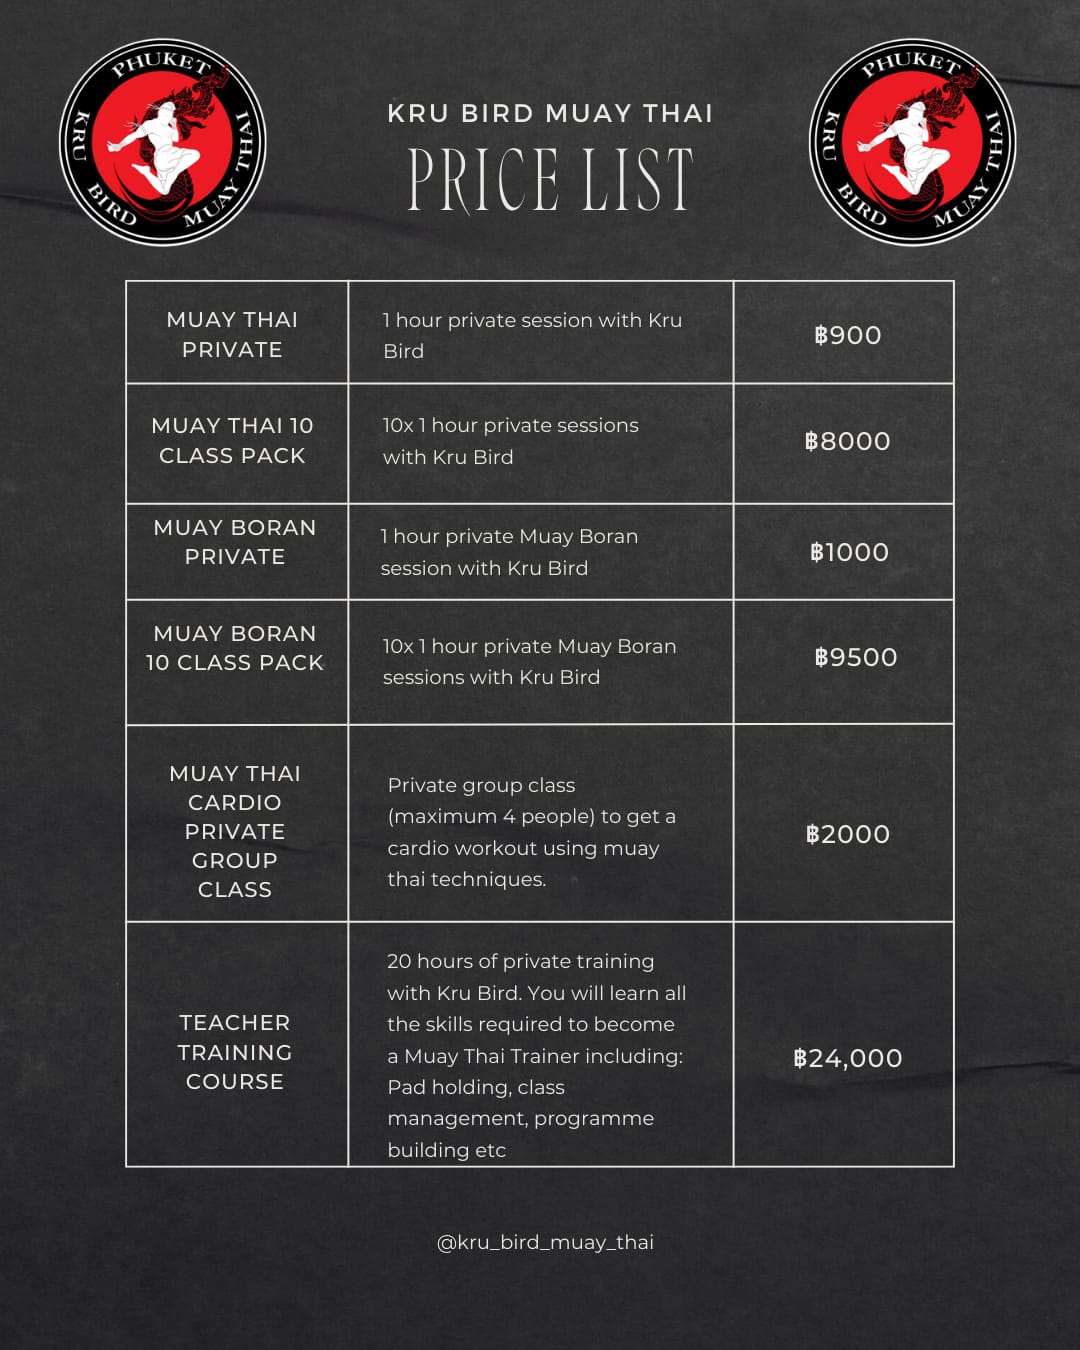 PHUKET
KRU BIRD MUAY THAI
PHUKET
KRU BIRD MUAY THAI
KRU BIRD MUAY THAI
PRICE LIST
MUAY THAI
PRIVATE
1 hour private session with Kru
Bird
฿900
MUAY THAI 10
CLASS PACK
10x 1 hour private sessions
with Kru Bird
฿8000
MUAY BORAN
PRIVATE
1 hour private Muay Boran
session with Kru Bird
฿1000
MUAY BORAN
10 CLASS PACK
10x 1 hour private Muay Boran
sessions with Kru Bird
฿9500
MUAY THAI
CARDIO
PRIVATE
GROUP
CLASS
Private group class
(maximum 4 people) to get a
cardio workout using muay
thai techniques.
฿2000
TEACHER
TRAINING
COURSE
20 hours of private training
with Kru Bird. You will learn all
the skills required to become
a Muay Thai Trainer including:
Pad holding, class
management, programme
building etc
฿24,000
@kru_bird_muay_thai